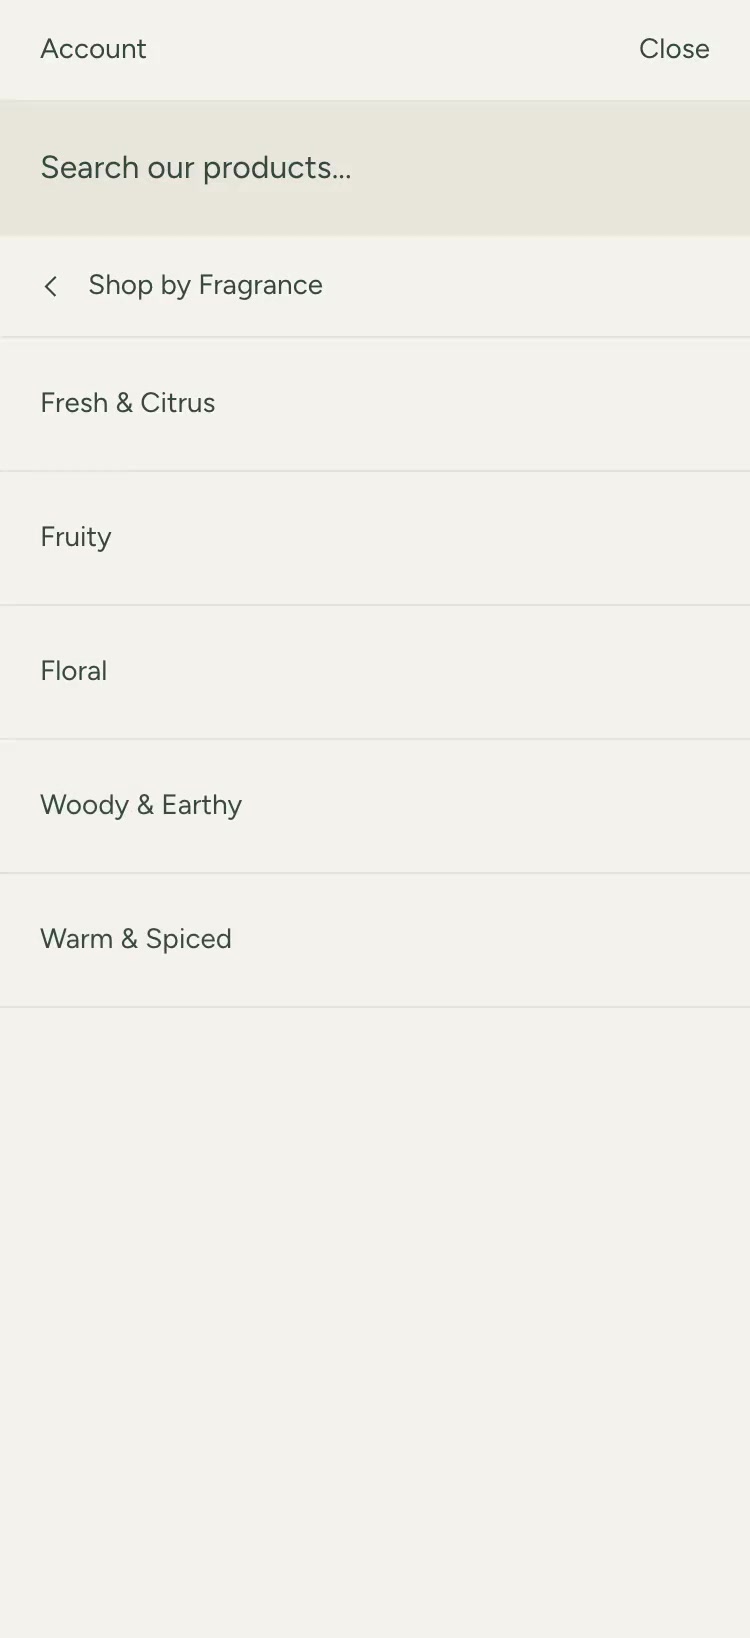 Account
Close
Search our products...
Shop by Fragrance
Fresh & Citrus
Fruity
Floral
Woody & Earthy
Warm & Spiced